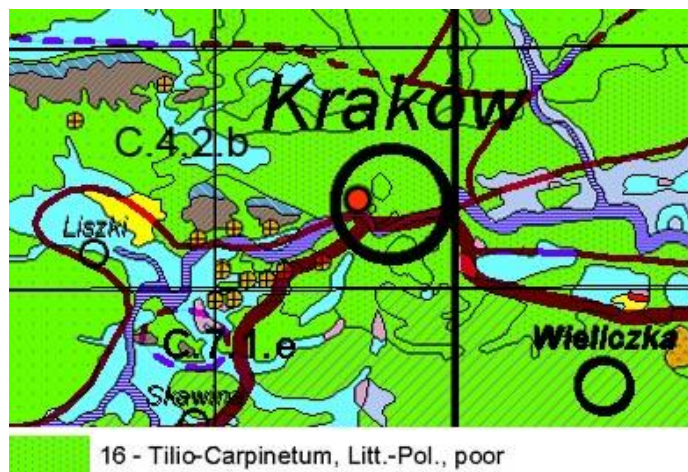 Kraków
C.4.2.b
Liszki
Wieliczka
C.7.1.e
Skawina
16 - Tilio-Carpinetum, Litt.-Pol., poor